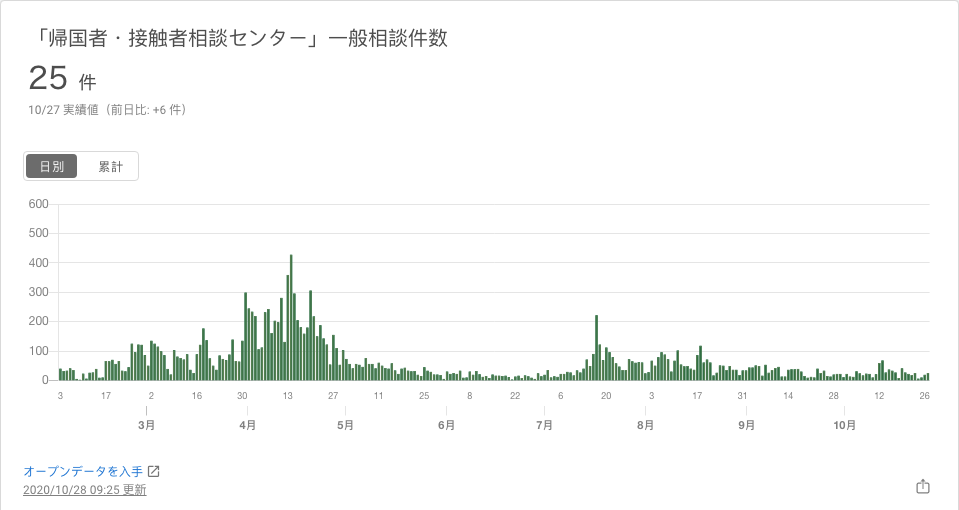 「帰国者・接触者相談センター」一般相談件数
25 件
10/27 実績値（前日比: +6 件）
日別 累計
600
500
400
300
200
100
0
3 17 2 16 30 13 27 11 25 8 22 6 20 3 17 31 14 28 12 26
3月 4月 5月 6月 7月 8月 9月 10月
オープンデータを入手
2020/10/28 09:25 更新